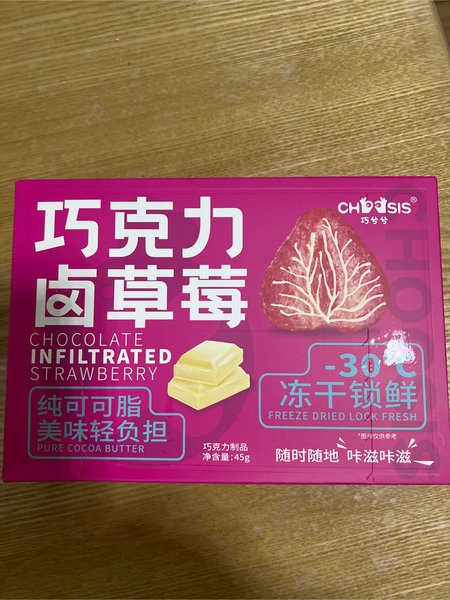 巧克力
卤草莓
CHOCOLATE
INFILTRATED
STRAWBERRY
CHOOSIS®
巧兮兮
CHOOSIS
-30℃
冻干锁鲜
FREEZE DRIED LOCK FRESH
*图片仅供参考
纯可可脂
美味轻负担
PURE COCOA BUTTER
巧克力制品
净含量:45g
随时随地 咔滋咔滋